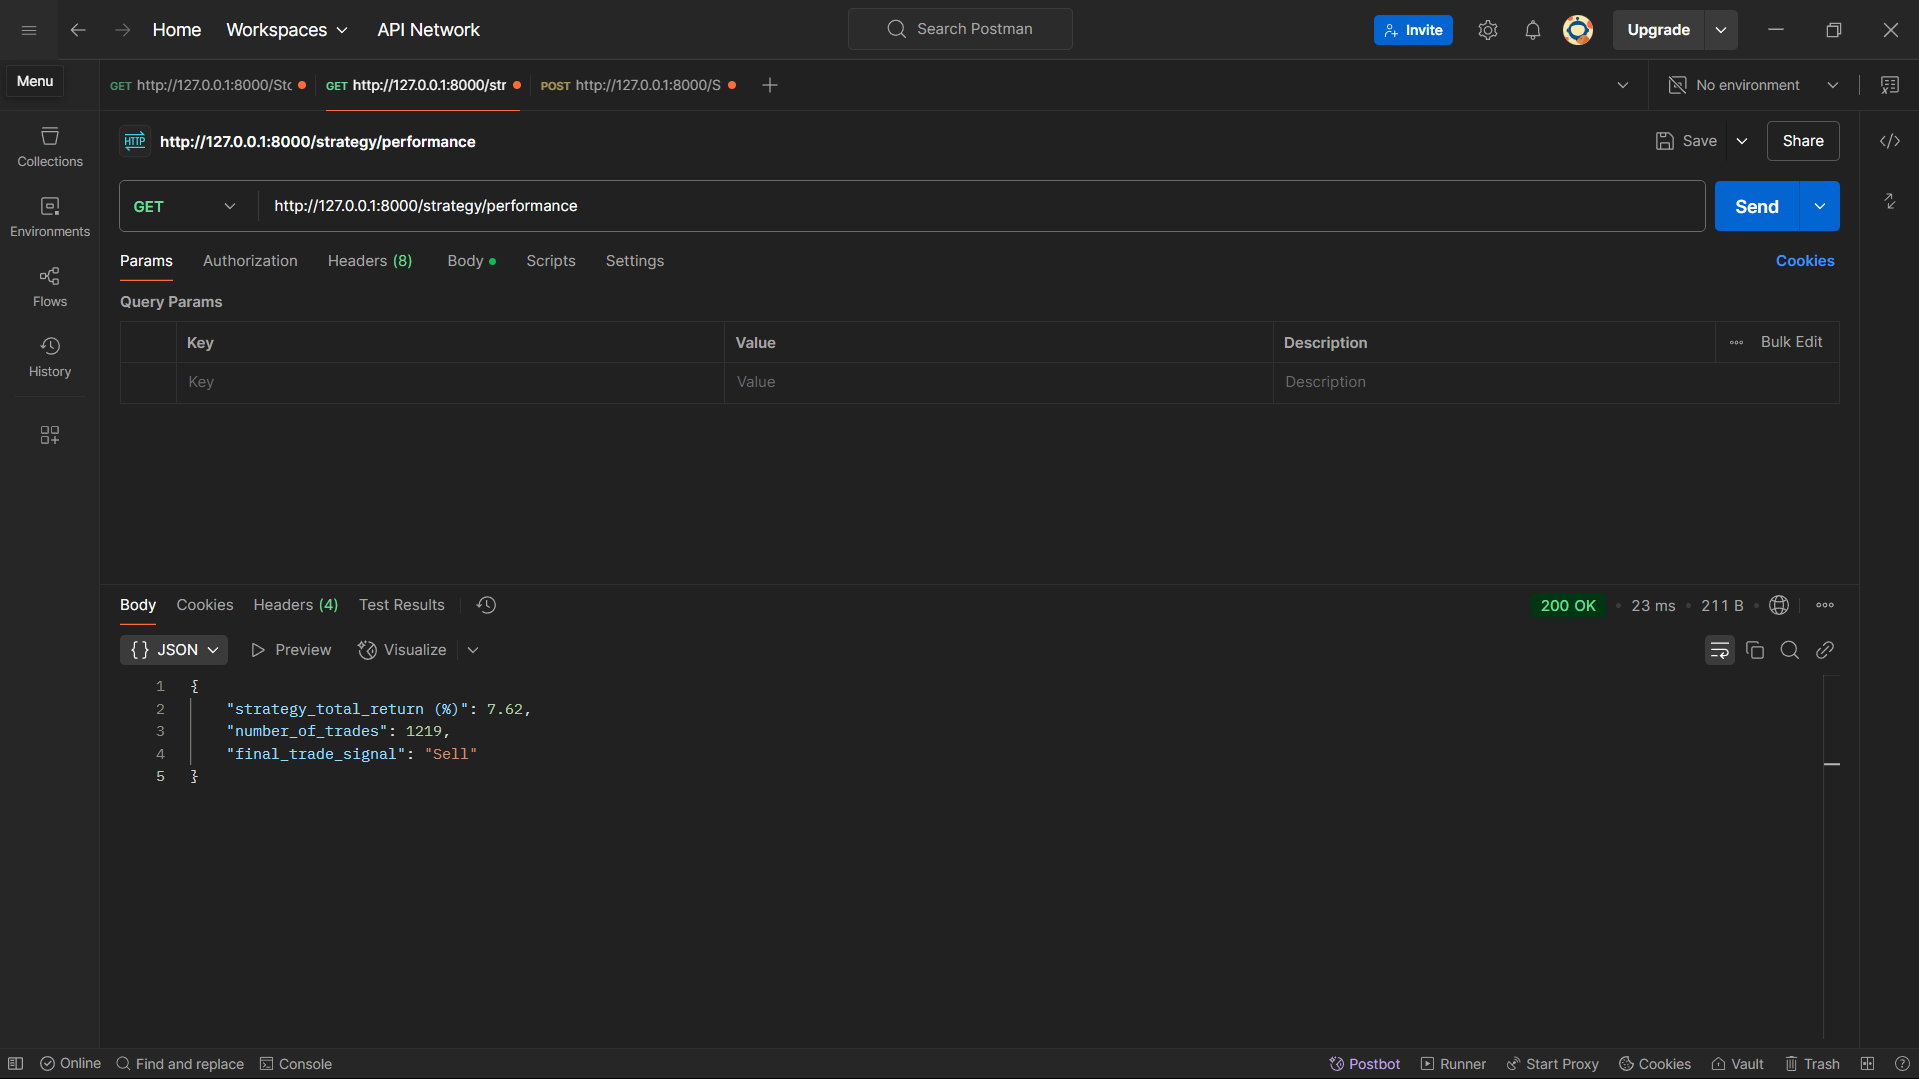 Home Workspaces API Network Search Postman Invite Upgrade
Menu GET http://127.0.0.1:8000/Sto GET http://127.0.0.1:8000/str POST http://127.0.0.1:8000/S No environment
HTTP http://127.0.0.1:8000/strategy/performance Save Share
Collections
GET http://127.0.0.1:8000/strategy/performance Send
Environments
Params Authorization Headers (8) Body Scripts Settings Cookies
Flows
Query Params
Key Value Description Bulk Edit
History
Key Value Description
Body Cookies Headers (4) Test Results 200 OK 23 ms 211 B
{} JSON Preview Visualize
1 {
2 "strategy_total_return (%)": 7.62,
3 "number_of_trades": 1219,
4 "final_trade_signal": "Sell"
5 }
Online Find and replace Console Postbot Runner Start Proxy Cookies Vault Trash